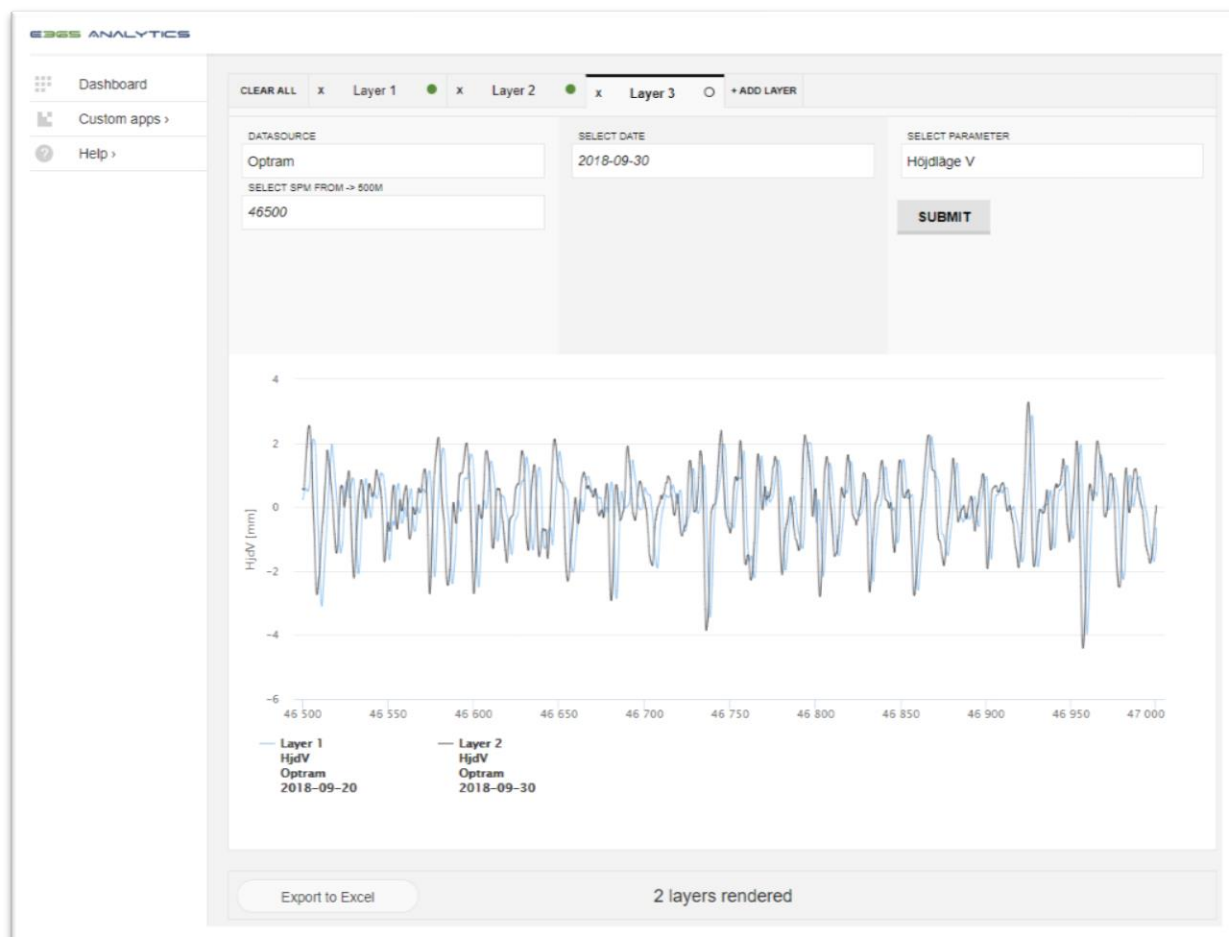 E365 ANALYTICS
Dashboard
Custom apps ›
Help ›
CLEAR ALL x Layer 1 x Layer 2 x Layer 3 + ADD LAYER
DATASOURCE SELECT DATE SELECT PARAMETER
Optram 2018-09-30 Höjdläge V
SELECT SPM FROM -> 500M
46500
SUBMIT
4
2
0
-2
-4
-6
HjdV [mm]
46 500 46 550 46 600 46 650 46 700 46 750 46 800 46 850 46 900 46 950 47 000
Layer 1 Layer 2
HjdV HjdV
Optram Optram
2018-09-20 2018-09-30
Export to Excel 2 layers rendered